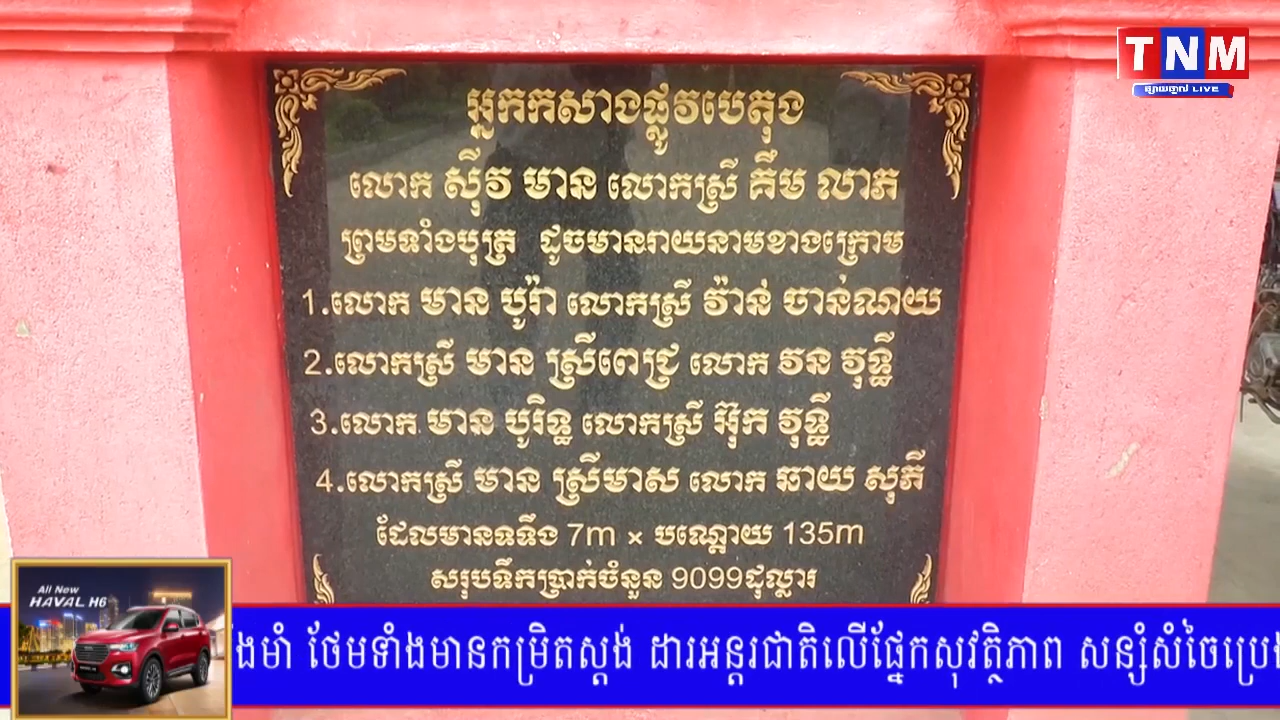 TNM
ផ្សាយផ្ទាល់ LIVE
អ្នកកសាងផ្លូវបេតុង
លោក ស៊ីវ មាន លោកស្រី គឹម លាភ
ព្រមទាំងបុត្រ ដូចមានរាយនាមខាងក្រោម
1.លោក មាន បូរ៉ា លោកស្រី វ៉ាន់ ចាន់ណយ
2.លោកស្រី មាន ស្រីពេជ្រ លោក វន វុទ្ធី
3.លោក មាន បូរិទ្ធ លោកស្រី អ៊ុក វុទ្ធី
4.លោកស្រី មាន ស្រីមាស លោក ឆាយ សុភី
ដែលមានទទឹង 7m × បណ្តោយ 135m
សរុបទឹកប្រាក់ចំនួន 9099ដុល្លារ
All New
HAVAL H6
ឹងមាំ ថែមទាំងមានកម្រិតស្តង់ ដារអន្តរជាតិលើផ្នែកសុវត្ថិភាព សន្សំសំចៃប្រេង